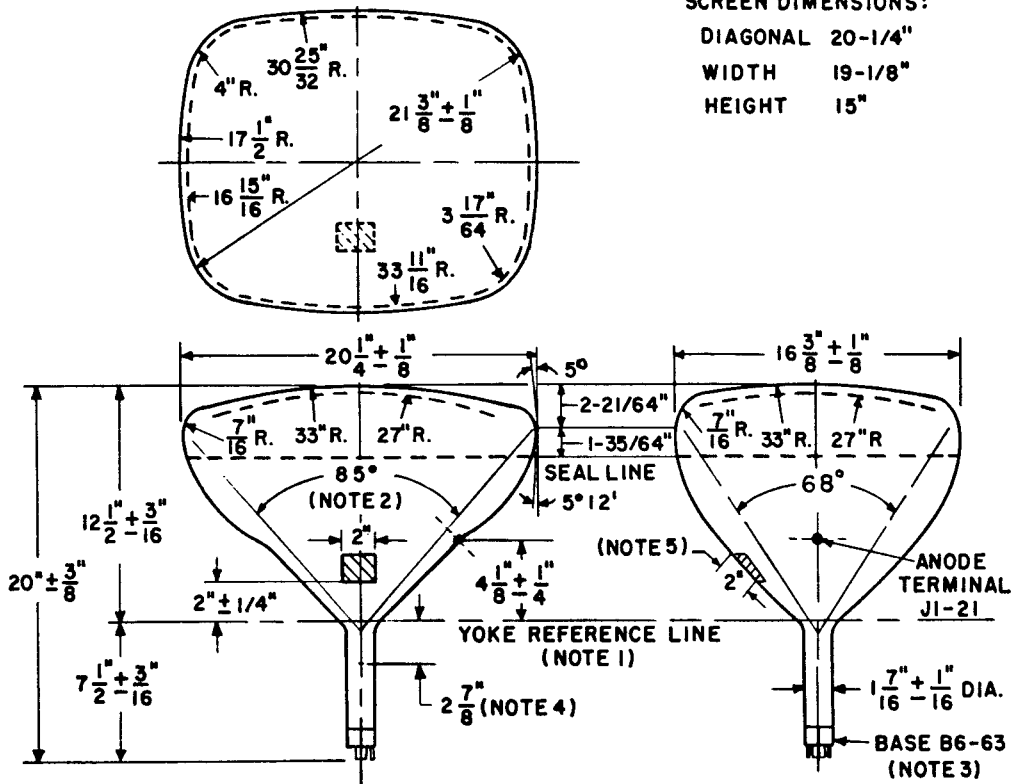 SCREEN DIMENSIONS:
DIAGONAL 20-1/4"
WIDTH 19-1/8"
HEIGHT 15"
30 25/32" R.
4" R.
21 3/8" ± 1/8"
17 1/2" R.
16 15/16" R.
3 17/64" R.
33 11/16" R.
20 1/4" ± 1/8"
5°
16 3/8" ± 1/8"
2-21/64"
7/16" R.
33" R.
27" R.
1-35/64"
7/16" R.
33" R.
27" R
SEAL LINE
85°
(NOTE 2)
5° 12'
68°
12 1/2" ± 3/16"
2"
(NOTE 5)
ANODE
TERMINAL
J1-21
20" ± 3/8"
4 1/8" ± 1/4"
2"
2" ± 1/4"
YOKE REFERENCE LINE
(NOTE 1)
7 1/2" ± 3/16"
2 7/8" (NOTE 4)
1 7/16" ± 1/16" DIA.
BASE B6-63
(NOTE 3)